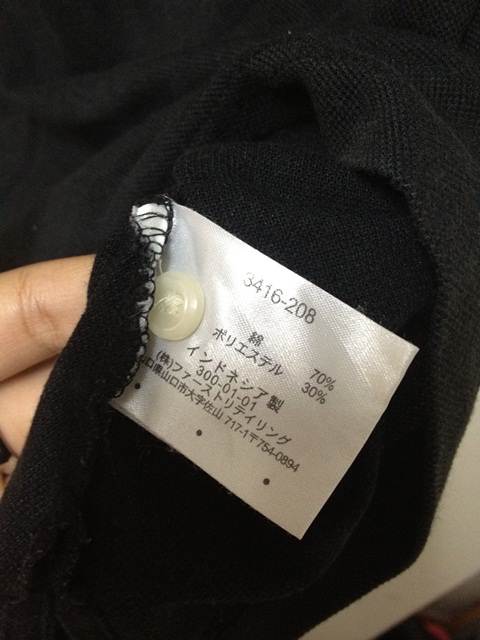 3416-208
綿 70%
ポリエステル 30%
インドネシア製
300-01-01
(株)ファーストリテイリング
山口県山口市大字佐山 717-1〒754-0894